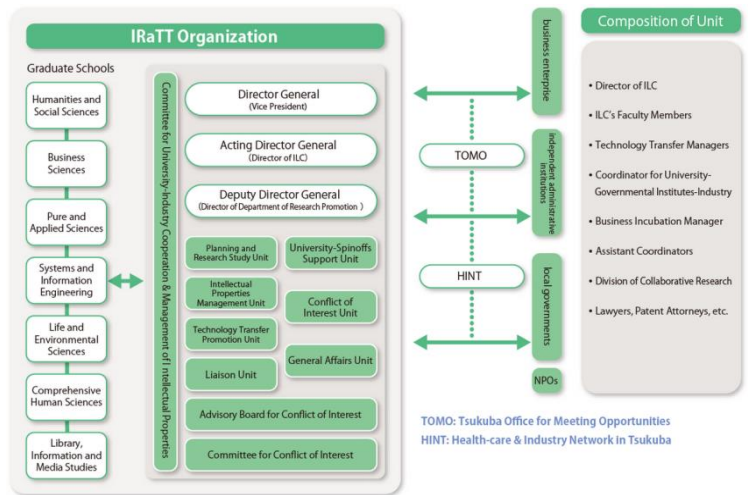 IRaTT Organization
Graduate Schools
Humanities and
Social Sciences
Business
Sciences
Pure and
Applied Sciences
Systems and
Information
Engineering
Life and
Environmental
Sciences
Comprehensive
Human Sciences
Library,
Information and
Media Studies
Committee for University-Industry Cooperation & Management of Intellectual Properties
Director General
(Vice President)
Acting Director General
(Director of ILC)
Deputy Director General
(Director of Department of Research Promotion )
Planning and
Research Study Unit
Intellectual
Properties
Management Unit
Technology Transfer
Promotion Unit
Liaison Unit
University-Spinoffs
Support Unit
Conflict of
Interest Unit
General Affairs Unit
Advisory Board for Conflict of Interest
Committee for Conflict of Interest
TOMO
HINT
business
enterprise
independent administrative
institutions
local
governments
NPOs
TOMO: Tsukuba Office for Meeting Opportunities
HINT: Health-care & Industry Network in Tsukuba
Composition of Unit
• Director of ILC
• ILC's Faculty Members
• Technology Transfer Managers
• Coordinator for University-
Governmental Institutes-Industry
• Business Incubation Manager
• Assistant Coordinators
• Division of Collaborative Research
• Lawyers, Patent Attorneys, etc.